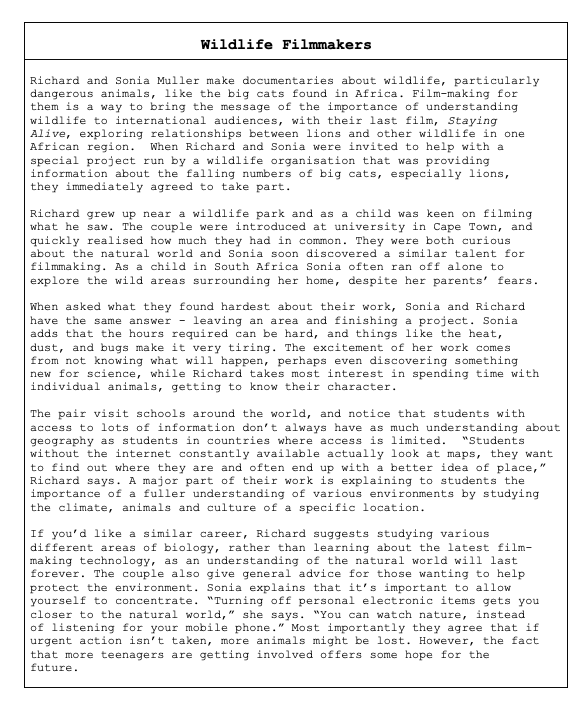 Wildlife Filmmakers
Richard and Sonia Muller make documentaries about wildlife, particularly
dangerous animals, like the big cats found in Africa. Film-making for
them is a way to bring the message of the importance of understanding
wildlife to international audiences, with their last film, Staying
Alive, exploring relationships between lions and other wildlife in one
African region.  When Richard and Sonia were invited to help with a
special project run by a wildlife organisation that was providing
information about the falling numbers of big cats, especially lions,
they immediately agreed to take part.
Richard grew up near a wildlife park and as a child was keen on filming
what he saw. The couple were introduced at university in Cape Town, and
quickly realised how much they had in common. They were both curious
about the natural world and Sonia soon discovered a similar talent for
filmmaking. As a child in South Africa Sonia often ran off alone to
explore the wild areas surrounding her home, despite her parents’ fears.
When asked what they found hardest about their work, Sonia and Richard
have the same answer – leaving an area and finishing a project. Sonia
adds that the hours required can be hard, and things like the heat,
dust, and bugs make it very tiring. The excitement of her work comes
from not knowing what will happen, perhaps even discovering something
new for science, while Richard takes most interest in spending time with
individual animals, getting to know their character.
The pair visit schools around the world, and notice that students with
access to lots of information don’t always have as much understanding about
geography as students in countries where access is limited.  “Students
without the internet constantly available actually look at maps, they want
to find out where they are and often end up with a better idea of place,”
Richard says. A major part of their work is explaining to students the
importance of a fuller understanding of various environments by studying
the climate, animals and culture of a specific location.
If you’d like a similar career, Richard suggests studying various
different areas of biology, rather than learning about the latest film-
making technology, as an understanding of the natural world will last
forever. The couple also give general advice for those wanting to help
protect the environment. Sonia explains that it’s important to allow
yourself to concentrate. “Turning off personal electronic items gets you
closer to the natural world,” she says. “You can watch nature, instead
of listening for your mobile phone.” Most importantly they agree that if
urgent action isn’t taken, more animals might be lost. However, the fact
that more teenagers are getting involved offers some hope for the
future.